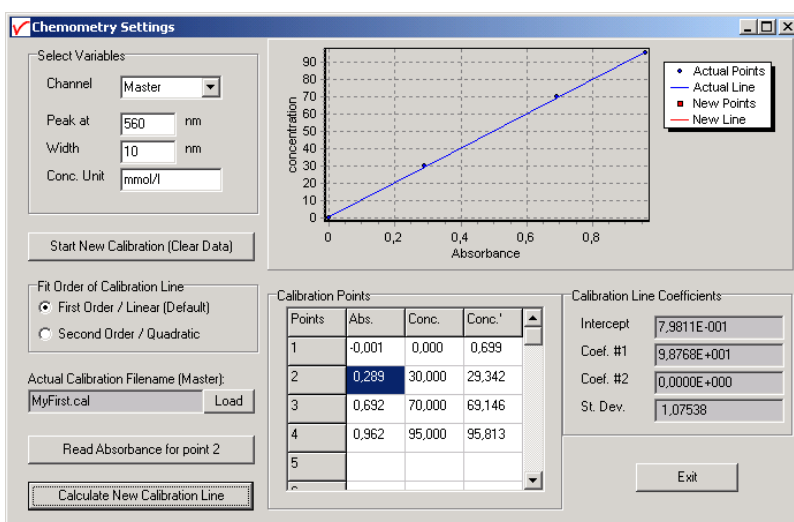 Chemometry Settings
Select Variables
Channel Master
Peak at 560 nm
Width 10 nm
Conc. Unit mmol/l
Start New Calibration (Clear Data)
Fit Order of Calibration Line
First Order / Linear (Default)
Second Order / Quadratic
Actual Calibration Filename (Master):
MyFirst.cal Load
Read Absorbance for point 2
Calculate New Calibration Line
concentration
90
80
70
60
50
40
30
20
10
0
0 0,2 0,4 0,6 0,8
Absorbance
Actual Points
Actual Line
New Points
New Line
Calibration Points
Points Abs. Conc. Conc.'
1 -0,001 0,000 0,699
2 0,289 30,000 29,342
3 0,692 70,000 69,146
4 0,962 95,000 95,813
5
Calibration Line Coefficients
Intercept 7,9811E-001
Coef. #1 9,8768E+001
Coef. #2 0,0000E+000
St. Dev. 1,07538
Exit